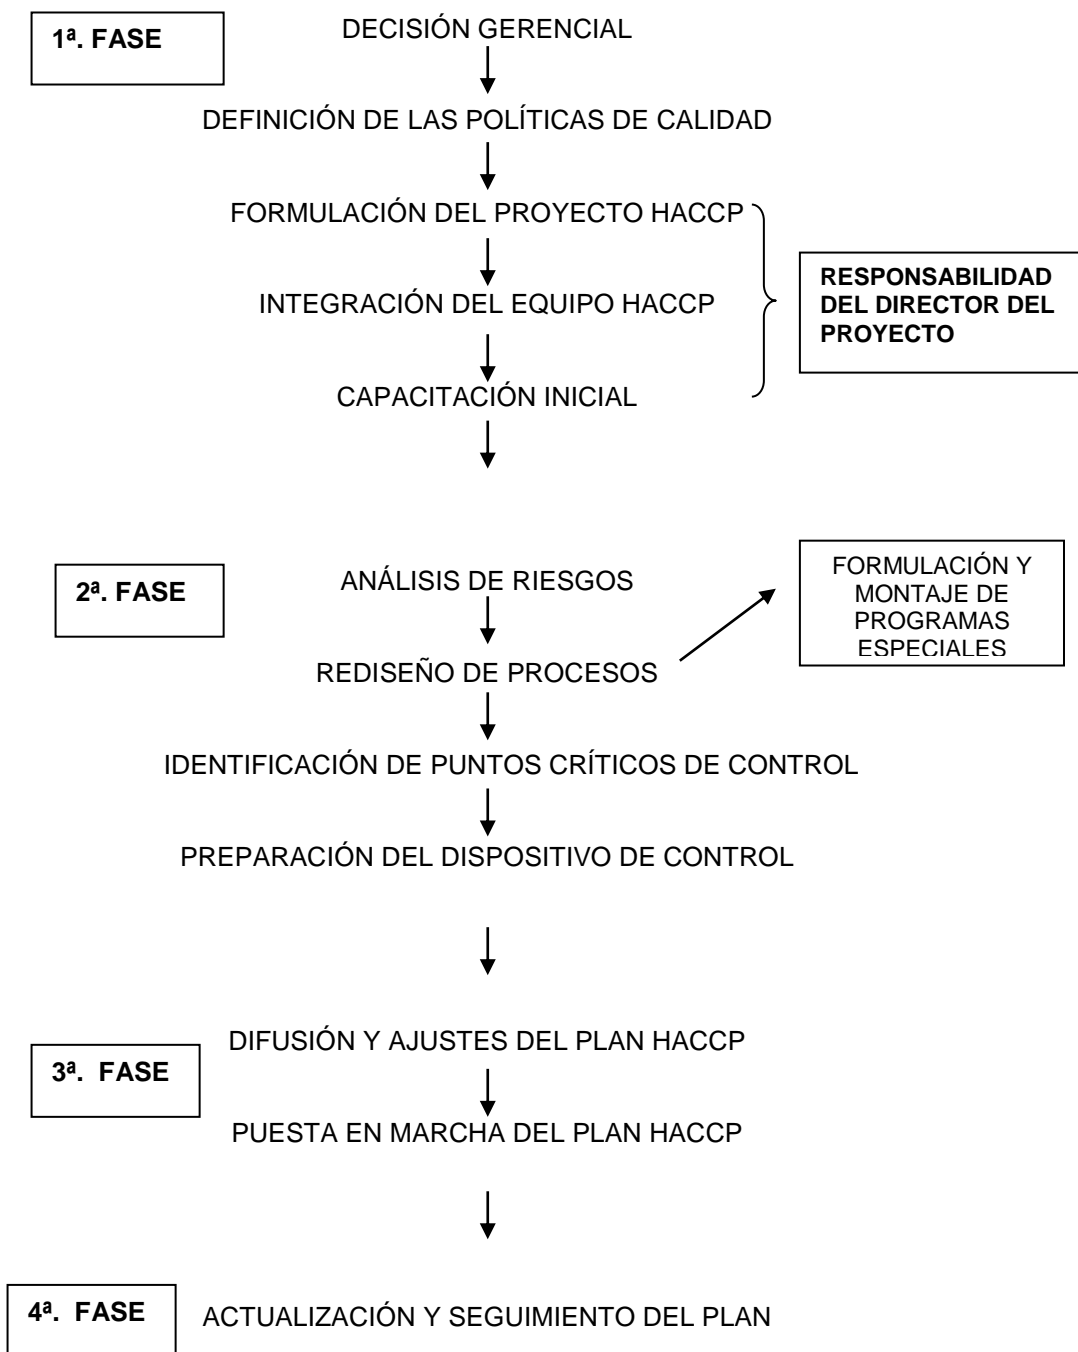 1ª. FASE
DECISIÓN GERENCIAL
DEFINICIÓN DE LAS POLÍTICAS DE CALIDAD
FORMULACIÓN DEL PROYECTO HACCP
INTEGRACIÓN DEL EQUIPO HACCP
CAPACITACIÓN INICIAL
RESPONSABILIDAD
DEL DIRECTOR DEL
PROYECTO
2ª. FASE
ANÁLISIS DE RIESGOS
REDISEÑO DE PROCESOS
FORMULACIÓN Y
MONTAJE DE
PROGRAMAS
ESPECIALES
IDENTIFICACIÓN DE PUNTOS CRÍTICOS DE CONTROL
PREPARACIÓN DEL DISPOSITIVO DE CONTROL
3ª. FASE
DIFUSIÓN Y AJUSTES DEL PLAN HACCP
PUESTA EN MARCHA DEL PLAN HACCP
4ª. FASE
ACTUALIZACIÓN Y SEGUIMIENTO DEL PLAN